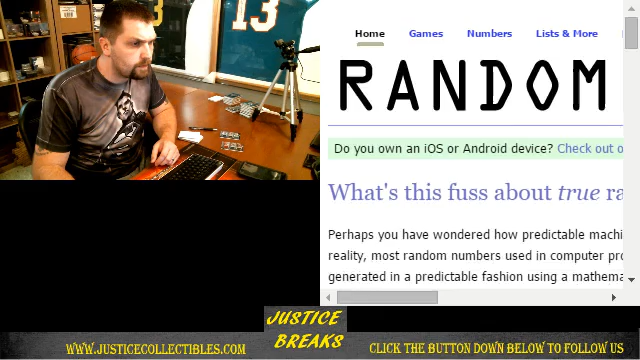 13
Home Games Numbers Lists & More
RANDOM
Do you own an iOS or Android device? Check out o
What's this fuss about true ra
Perhaps you have wondered how predictable machi
reality, most random numbers used in computer pro
generated in a predictable fashion using a mathema
JUSTICE
BREAKS
WWW.JUSTICECOLLECTIBLES.COM
CLICK THE BUTTON DOWN BELOW TO FOLLOW US